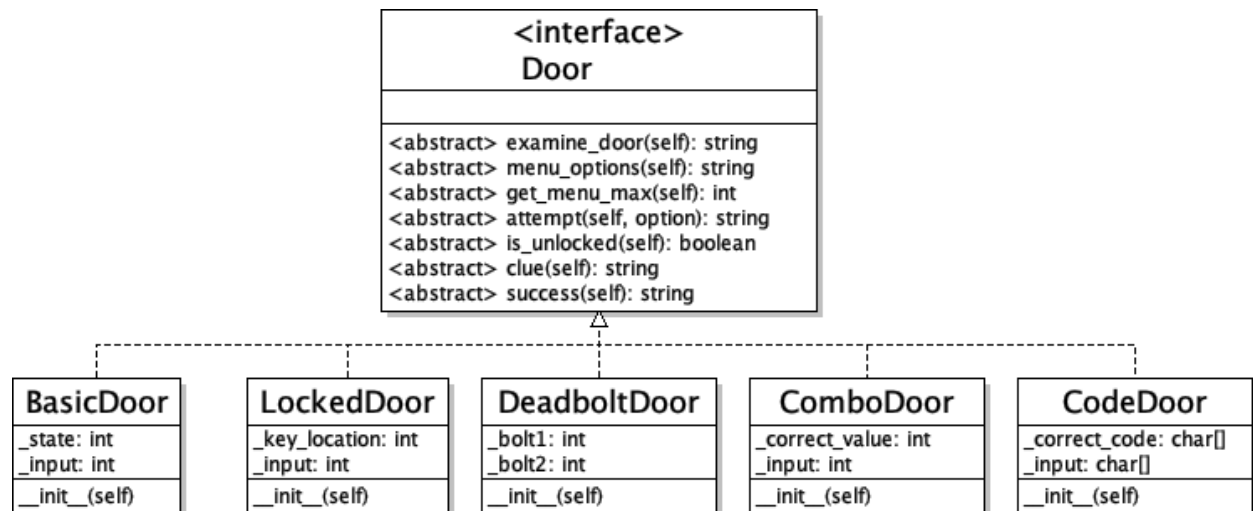 <interface>
Door
<abstract> examine_door(self): string
<abstract> menu_options(self): string
<abstract> get_menu_max(self): int
<abstract> attempt(self, option): string
<abstract> is_unlocked(self): boolean
<abstract> clue(self): string
<abstract> success(self): string
BasicDoor
_state: int
_input: int
__init__(self)
LockedDoor
_key_location: int
_input: int
__init__(self)
DeadboltDoor
_bolt1: int
_bolt2: int
__init__(self)
ComboDoor
_correct_value: int
_input: int
__init__(self)
CodeDoor
_correct_code: char[]
_input: char[]
__init__(self)